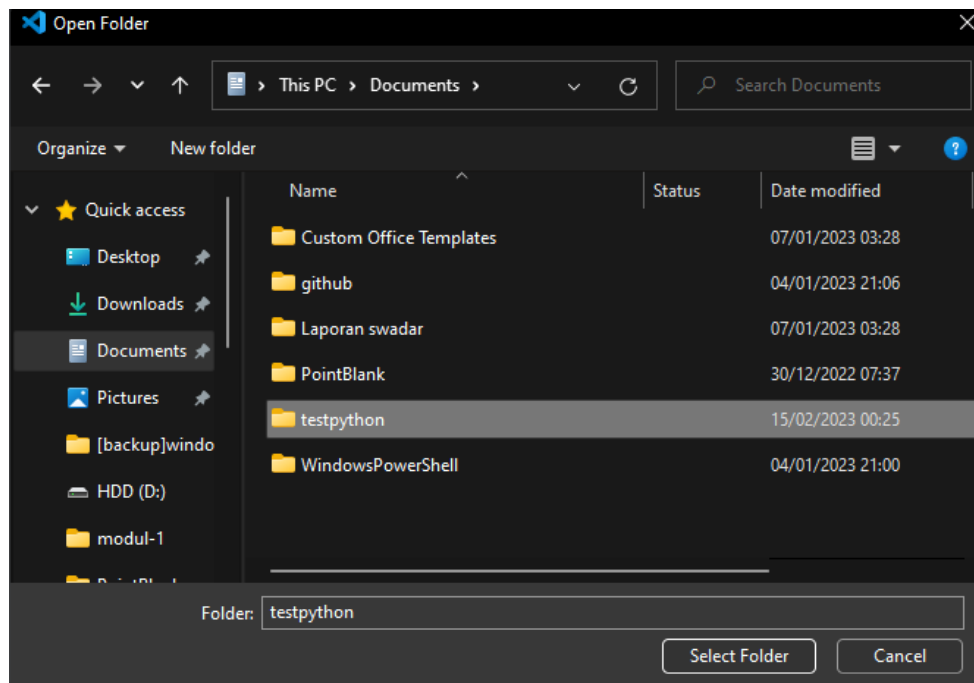 Open Folder
This PC > Documents >
Search Documents
Organize
New folder
Name
Status
Date modified
Quick access
Desktop
Downloads
Documents
Pictures
[backup]windo
HDD (D:)
modul-1
Custom Office Templates 07/01/2023 03:28
github 04/01/2023 21:06
Laporan swadar 07/01/2023 03:28
PointBlank 30/12/2022 07:37
testpython 15/02/2023 00:25
WindowsPowerShell 04/01/2023 21:00
Folder: testpython
Select Folder
Cancel